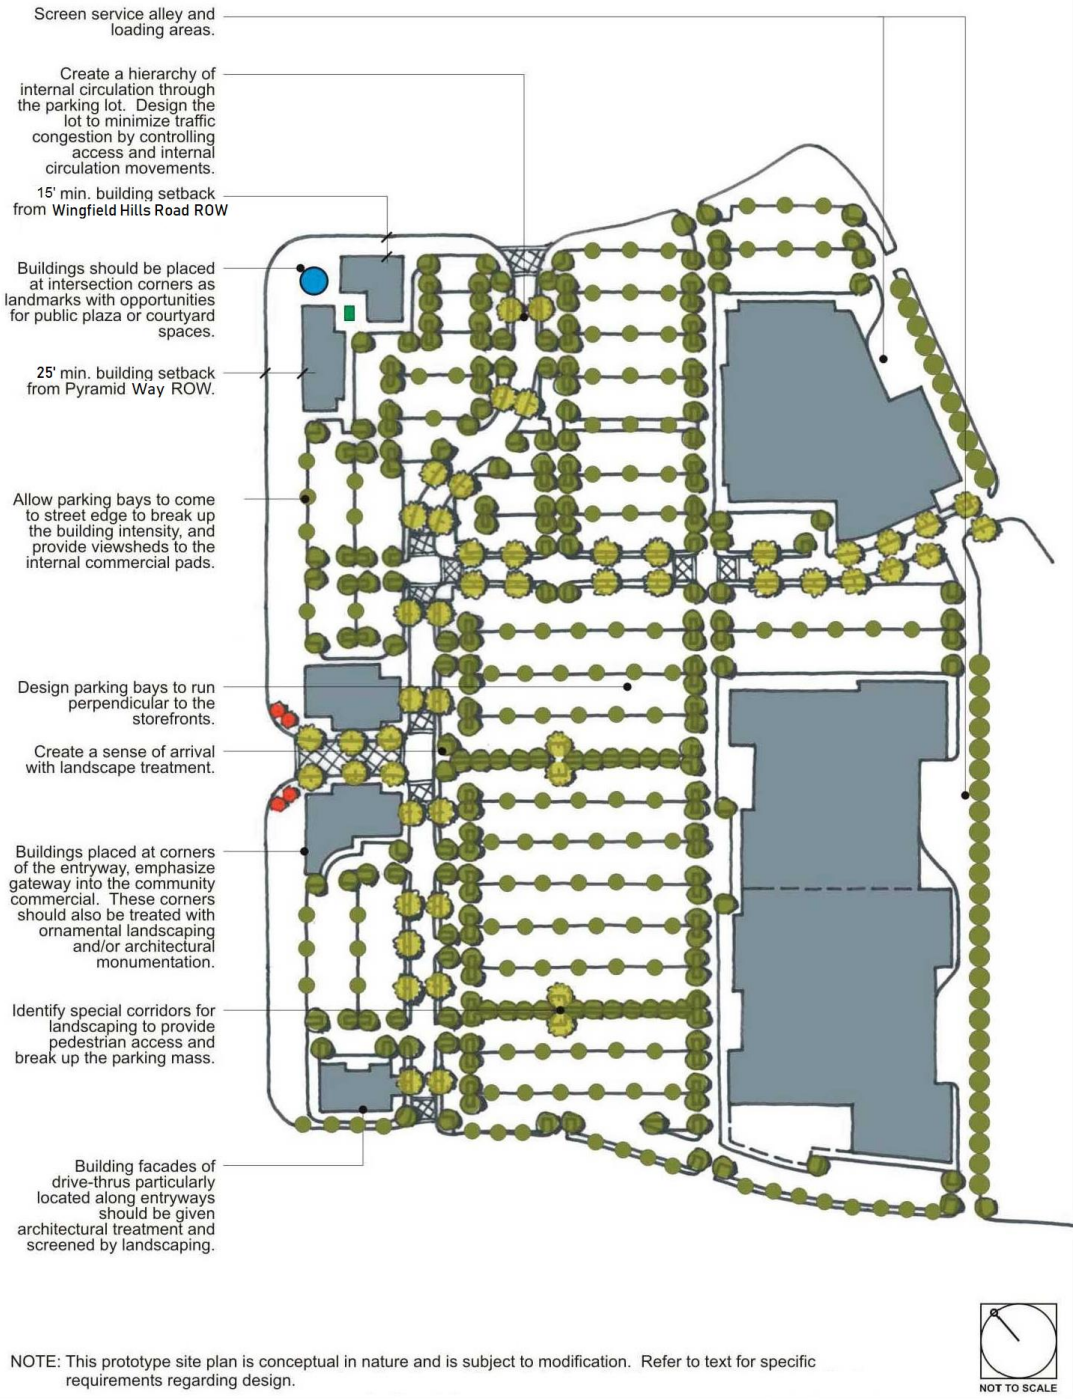 Screen service alley and
loading areas.
Create a hierarchy of
internal circulation through
the parking lot. Design the
lot to minimize traffic
congestion by controlling
access and internal
circulation movements.
15' min. building setback
from Wingfield Hills Road ROW
Buildings should be placed
at intersection corners as
landmarks with opportunities
for public plaza or courtyard
spaces.
25' min. building setback
from Pyramid Way ROW.
Allow parking bays to come
to street edge to break up
the building intensity, and
provide viewsheds to the
internal commercial pads.
Design parking bays to run
perpendicular to the
storefronts.
Create a sense of arrival
with landscape treatment.
Buildings placed at corners
of the entryway, emphasize
gateway into the community
commercial. These corners
should also be treated with
ornamental landscaping
and/or architectural
monumentation.
Identify special corridors for
landscaping to provide
pedestrian access and
break up the parking mass.
Building facades of
drive-thrus particularly
located along entryways
should be given
architectural treatment and
screened by landscaping.
NOTE: This prototype site plan is conceptual in nature and is subject to modification. Refer to text for specific
requirements regarding design.
NOT TO SCALE